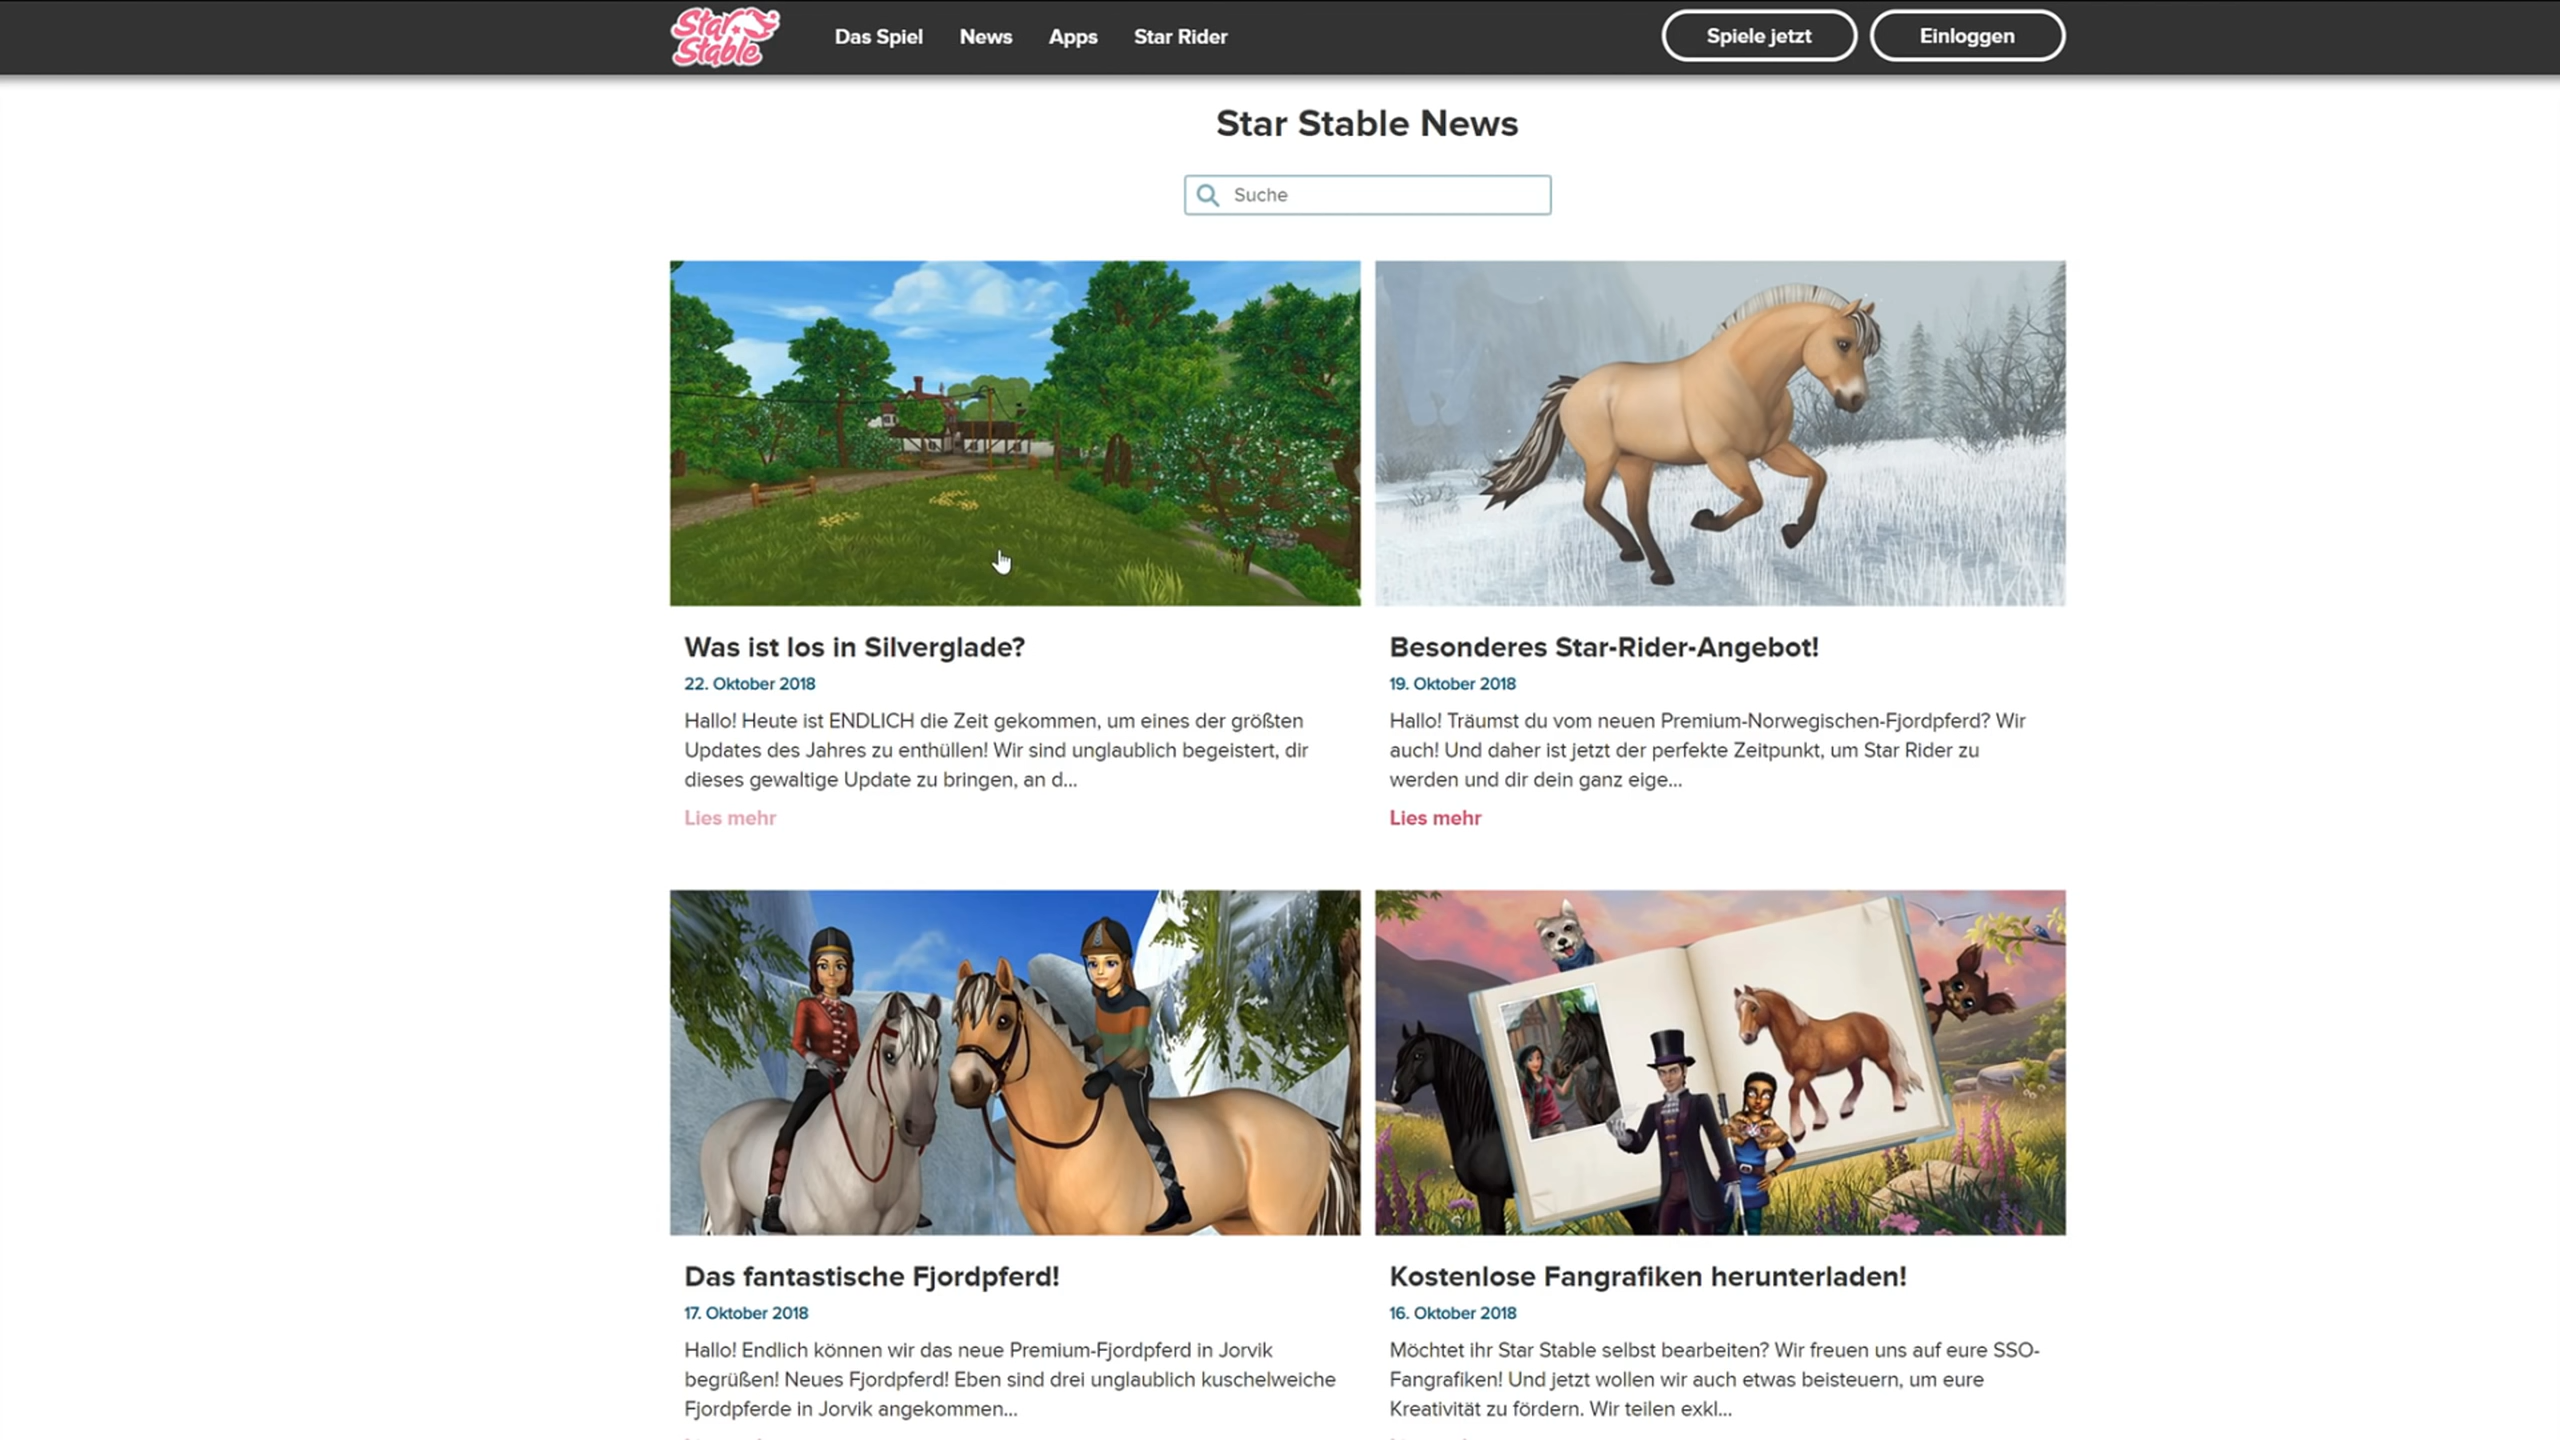 Star Stable
Das Spiel
News
Apps
Star Rider
Spiele jetzt
Einloggen
Star Stable News
Suche
Was ist los in Silverglade?
22. Oktober 2018
Hallo! Heute ist ENDLICH die Zeit gekommen, um eines der größten
Updates des Jahres zu enthüllen! Wir sind unglaublich begeistert, dir
dieses gewaltige Update zu bringen, an d...
Lies mehr
Besonderes Star-Rider-Angebot!
19. Oktober 2018
Hallo! Träumst du vom neuen Premium-Norwegischen-Fjordpferd? Wir
auch! Und daher ist jetzt der perfekte Zeitpunkt, um Star Rider zu
werden und dir dein ganz eige...
Lies mehr
Das fantastische Fjordpferd!
17. Oktober 2018
Hallo! Endlich können wir das neue Premium-Fjordpferd in Jorvik
begrüßen! Neues Fjordpferd! Eben sind drei unglaublich kuschelweiche
Fjordpferde in Jorvik angekommen...
Kostenlose Fangrafiken herunterladen!
16. Oktober 2018
Möchtet ihr Star Stable selbst bearbeiten? Wir freuen uns auf eure SSO-
Fangrafiken! Und jetzt wollen wir auch etwas beisteuern, um eure
Kreativität zu fördern. Wir teilen exkl...